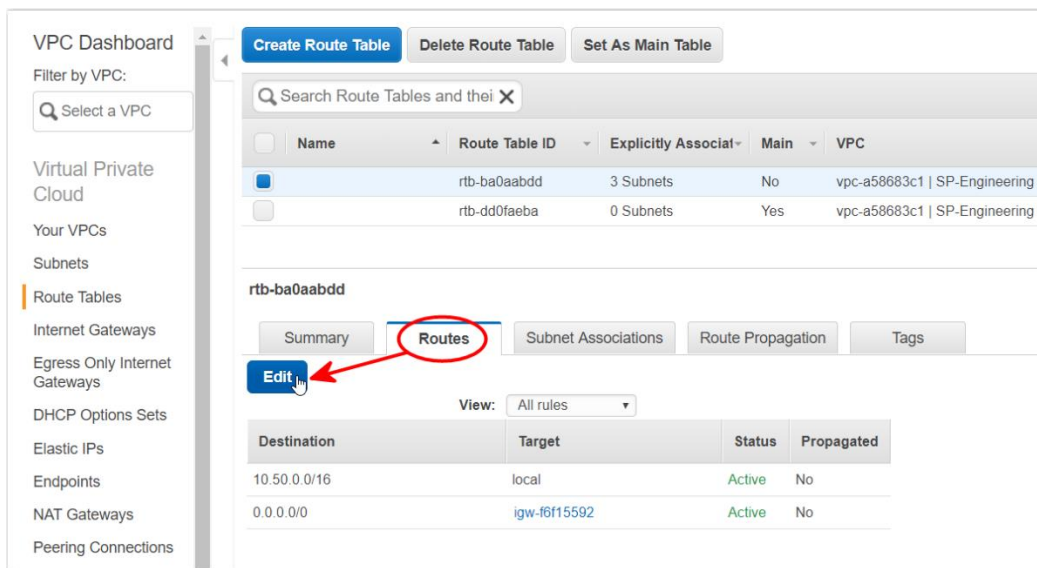 VPC Dashboard
Filter by VPC:
Select a VPC
Virtual Private
Cloud
Your VPCs
Subnets
Route Tables
Internet Gateways
Egress Only Internet
Gateways
DHCP Options Sets
Elastic IPs
Endpoints
NAT Gateways
Peering Connections
Create Route Table Delete Route Table Set As Main Table
Search Route Tables and thei
Name Route Table ID Explicitly Associat Main VPC
rtb-ba0aabdd 3 Subnets No vpc-a58683c1 | SP-Engineering
rtb-dd0faeba 0 Subnets Yes vpc-a58683c1 | SP-Engineering
rtb-ba0aabdd
Summary Routes Subnet Associations Route Propagation Tags
Edit
View: All rules
Destination Target Status Propagated
10.50.0.0/16 local Active No
0.0.0.0/0 igw-f6f15592 Active No